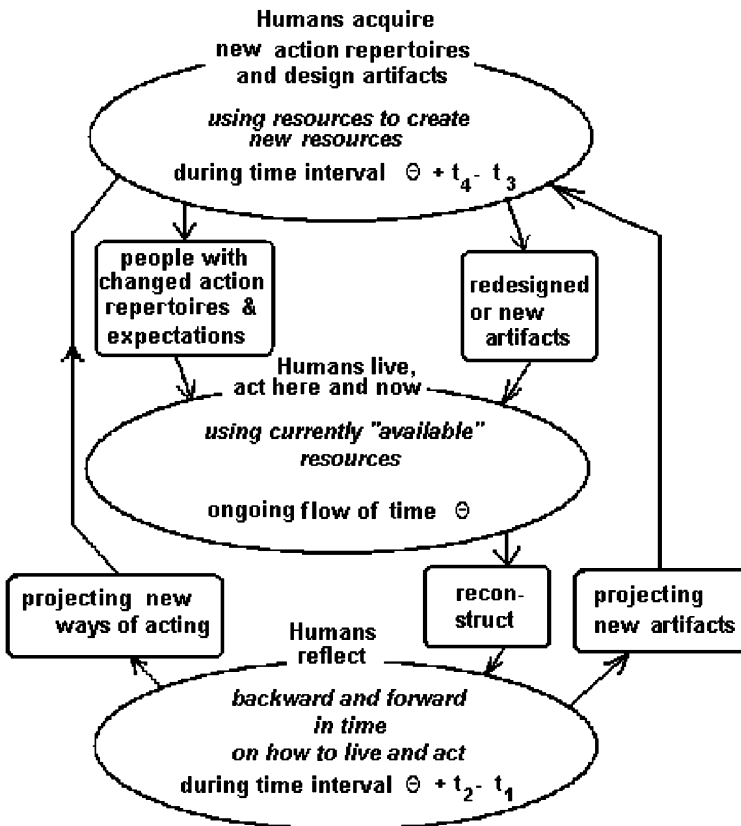 Humans acquire
new action repertoires
and design artifacts
using resources to create
new resources
during time interval Θ + t₄- t₃
people with
changed action
repertoires &
expectations
redesigned
or new
artifacts
Humans live,
act here and now
using currently "available"
resources
ongoing flow of time Θ
projecting new
ways of acting
recon-
struct
projecting
new artifacts
Humans
reflect
backward and forward
in time
on how to live and act
during time interval Θ + t₂- t₁